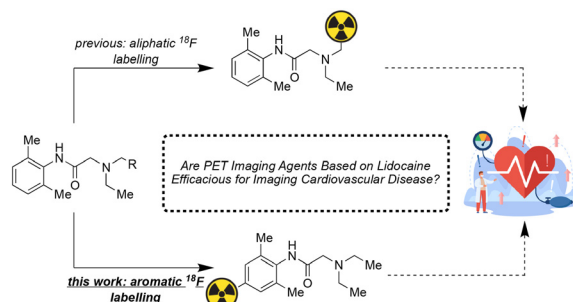 previous: aliphatic ¹⁸F
labelling
Me
H
N
N
O
Me
Me
Me
H
N
N
R
O
Me
Me
Are PET Imaging Agents Based on Lidocaine
Efficacious for Imaging Cardiovascular Disease?
this work: aromatic ¹⁸F
labelling
Me
H
N
N
Me
O
Me
Me